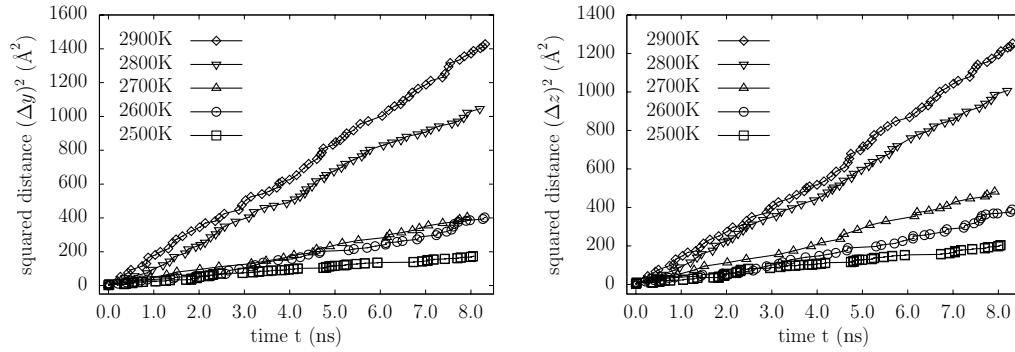 1400
1200
1000
800
600
400
200
0
squared distance (Δy)² (Å²)
2900K
2800K
2700K
2600K
2500K
0.0 1.0 2.0 3.0 4.0 5.0 6.0 7.0 8.0
time t (ns)
1600
1400
1200
1000
800
600
400
200
0
squared distance (Δz)² (Å²)
2900K
2800K
2700K
2600K
2500K
0.0 1.0 2.0 3.0 4.0 5.0 6.0 7.0 8.0
time t (ns)